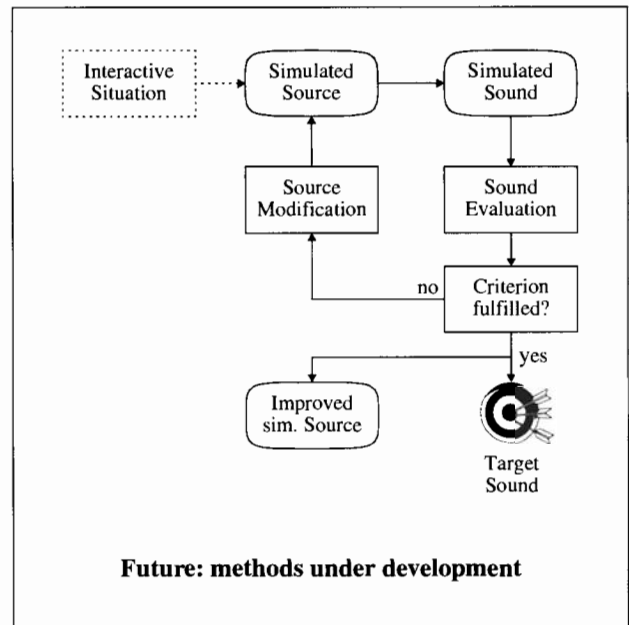 Interactive
Situation
Simulated
Source
Simulated
Sound
Source
Modification
Sound
Evaluation
no
Criterion
fulfilled?
yes
Improved
sim. Source
Target
Sound
Future: methods under development